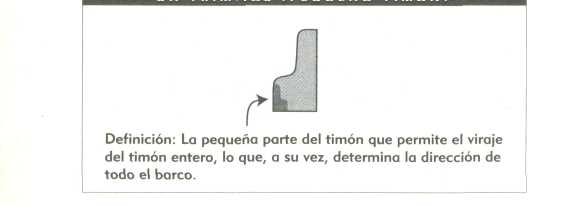 Definición: La pequeña parte del timón que permite el viraje
del timón entero, lo que, a su vez, determina la dirección de
todo el barco.